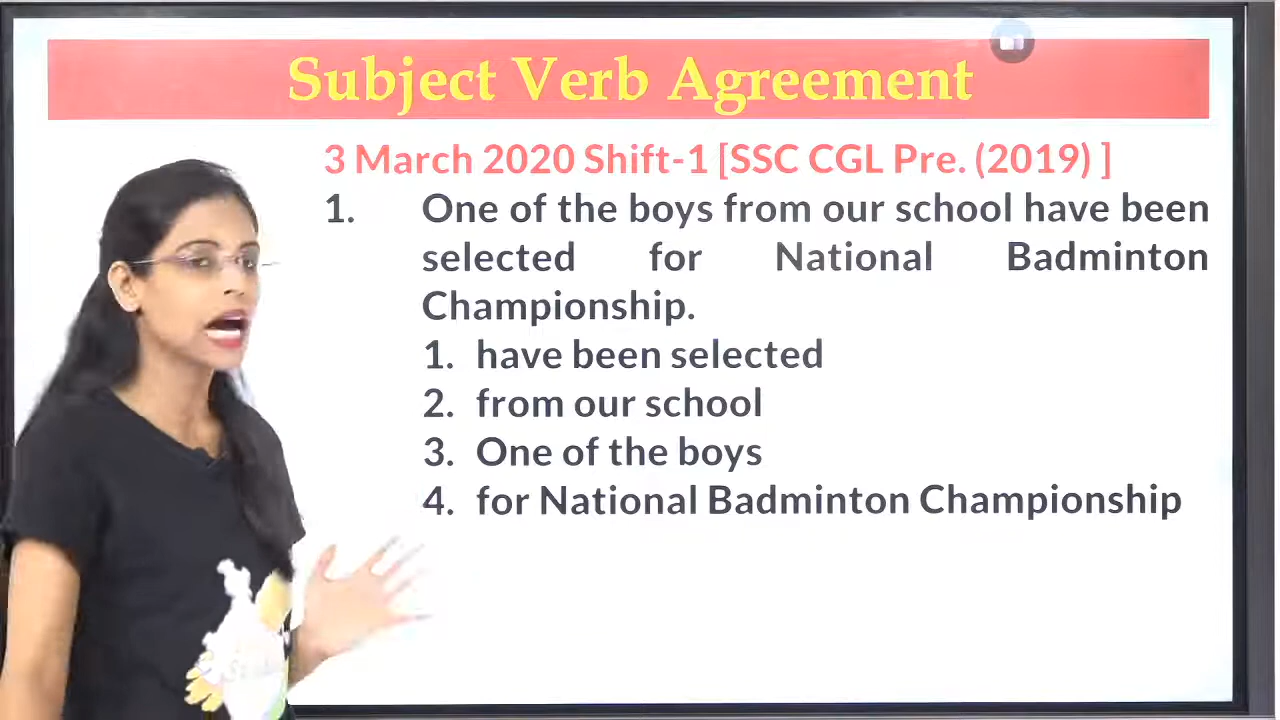 Subject Verb Agreement
3 March 2020 Shift-1 [SSC CGL Pre. (2019) ]
1. One of the boys from our school have been
selected for National Badminton
Championship.
1. have been selected
2. from our school
3. One of the boys
4. for National Badminton Championship